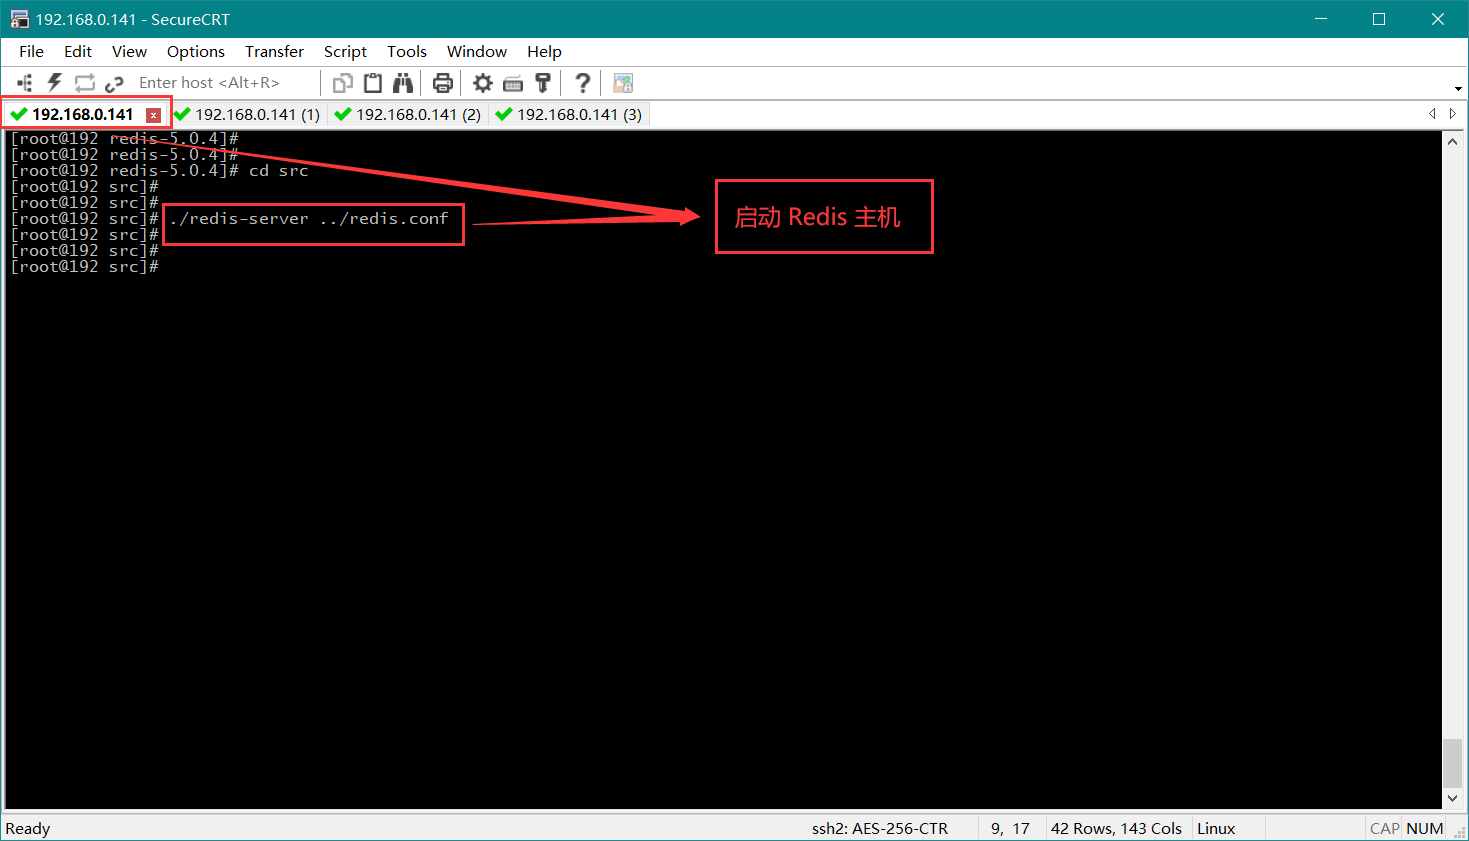 192.168.0.141 - SecureCRT
File Edit View Options Transfer Script Tools Window Help
Enter host <Alt+R>
192.168.0.141 192.168.0.141 (1) 192.168.0.141 (2) 192.168.0.141 (3)
[root@192 redis-5.0.4]#
[root@192 redis-5.0.4]#
[root@192 redis-5.0.4]# cd src
[root@192 src]#
[root@192 src]#
[root@192 src]# ./redis-server ../redis.conf
[root@192 src]#
[root@192 src]#
[root@192 src]#
启动 Redis 主机
Ready ssh2: AES-256-CTR 9, 17 42 Rows, 143 Cols Linux CAP NUM